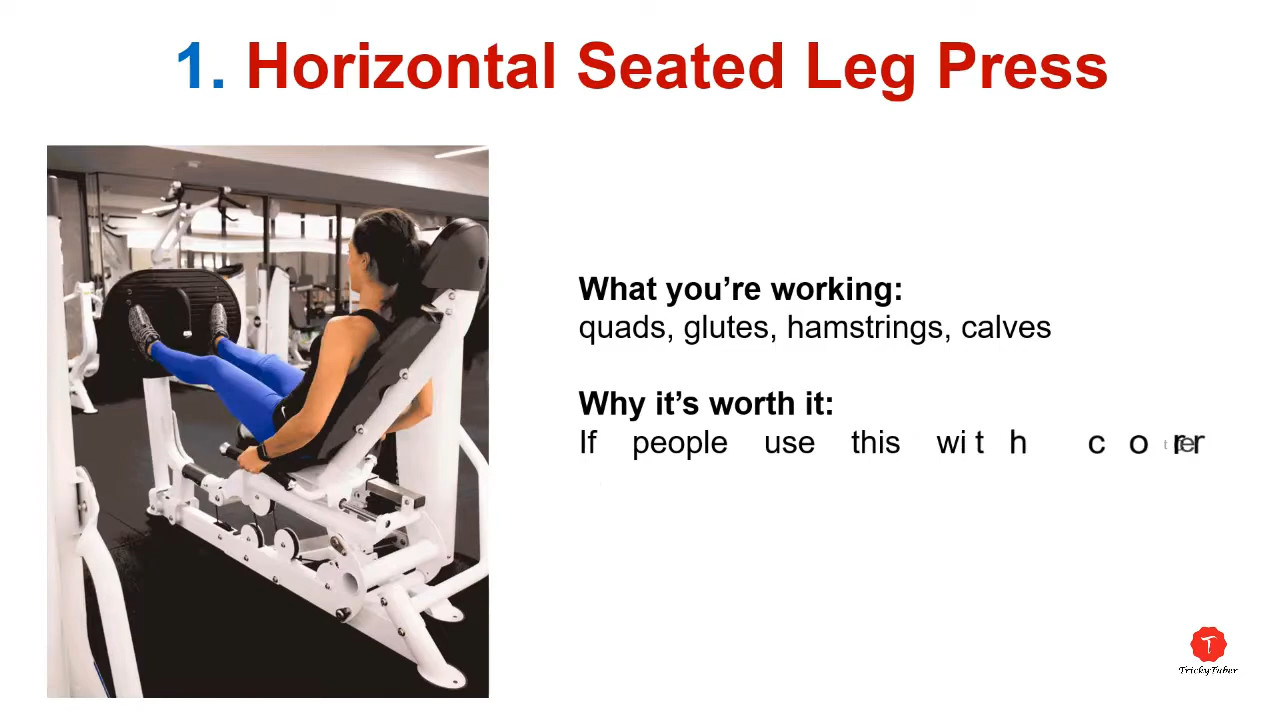 1. Horizontal Seated Leg Press
What you’re working:
quads, glutes, hamstrings, calves
Why it’s worth it:
If people use this with
T
TrickyTuber